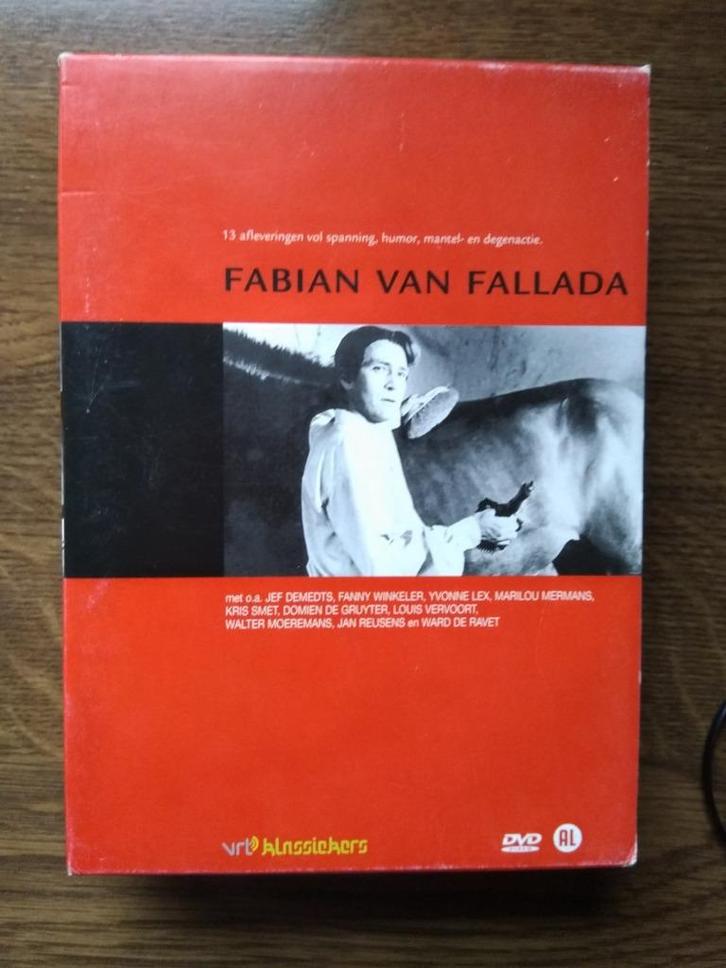 13 afleveringen vol spanning, humor, mantel- en degenactie.
FABIAN VAN FALLADA
met o.a. JEF DEMEDTS, FANNY WINKELER, YVONNE LEX, MARILOU MERMANS,
KRIS SMET, DOMIEN DE GRUYTER, LOUIS VERVOORT,
WALTER MOEREMANS, JAN REUSENS en WARD DE RAVET
vrt klassiekers
DVD
VIDEO
AL